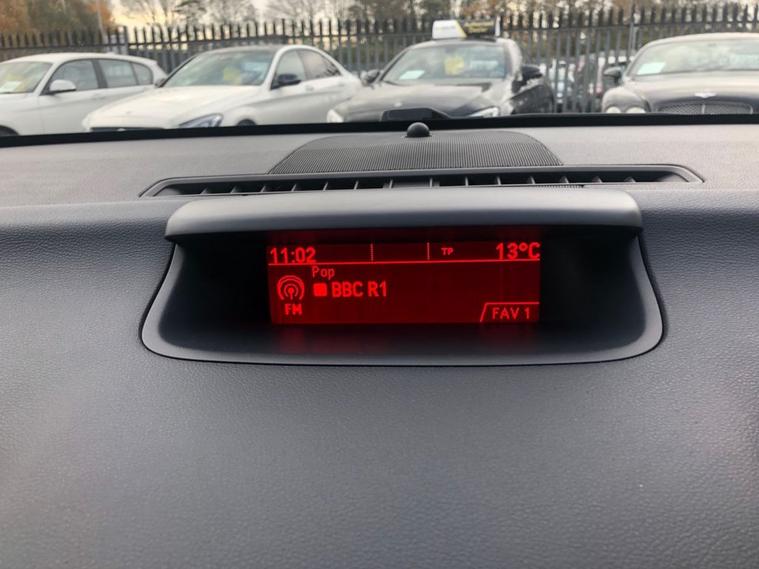 11:02 TP 13°C
Pop
BBC R1
FM
FAV 1